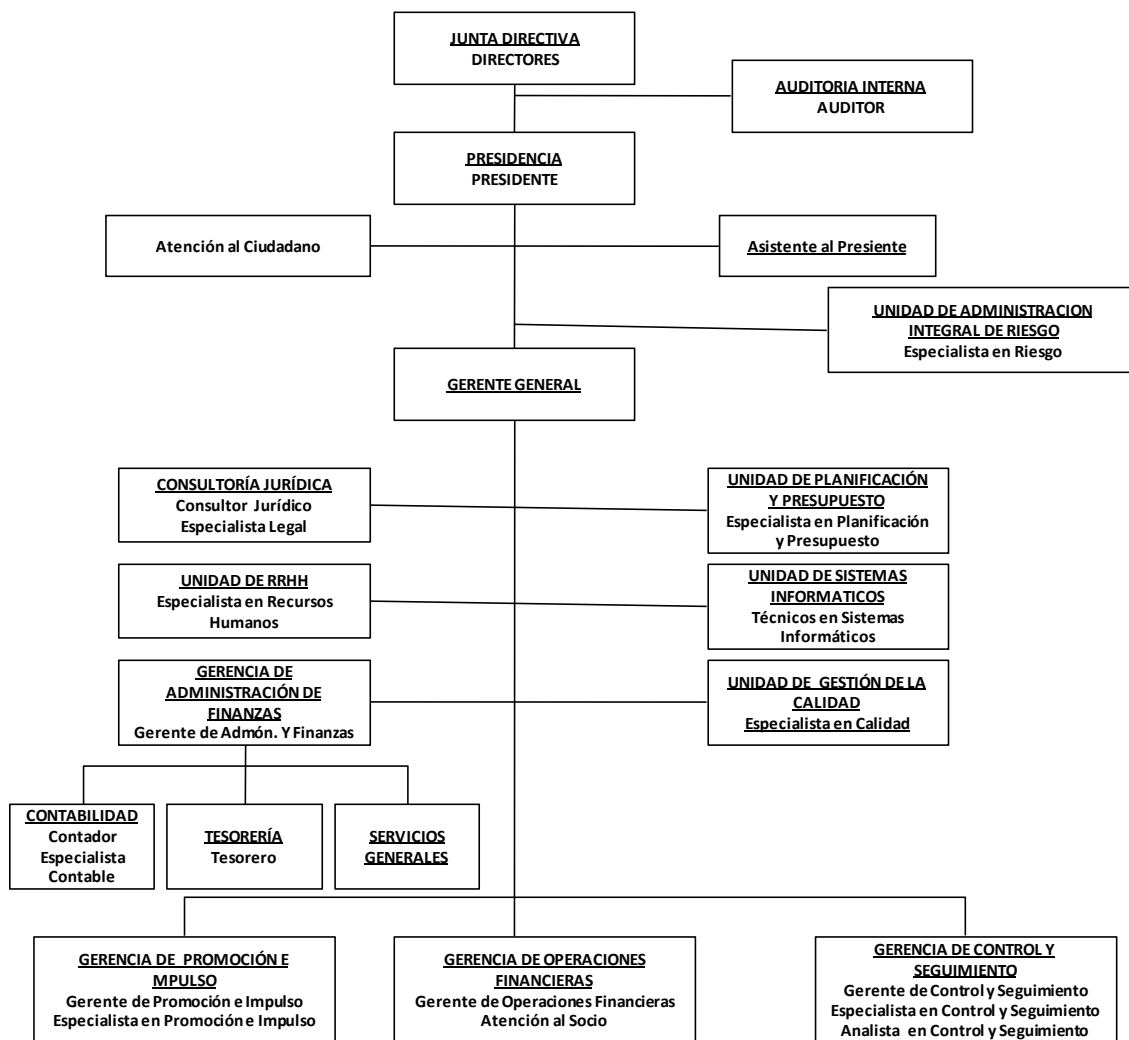 JUNTA DIRECTIVA
DIRECTORES
AUDITORIA INTERNA
AUDITOR
PRESIDENCIA
PRESIDENTE
Atención al Ciudadano
Asistente al Presiente
UNIDAD DE ADMINISTRACION
INTEGRAL DE RIESGO
Especialista en Riesgo
GERENTE GENERAL
CONSULTORÍA JURÍDICA
Consultor Jurídico
Especialista Legal
UNIDAD DE PLANIFICACIÓN
Y PRESUPUESTO
Especialista en Planificación
y Presupuesto
UNIDAD DE RRHH
Especialista en Recursos
Humanos
UNIDAD DE SISTEMAS
INFORMATICOS
Técnicos en Sistemas
Informáticos
GERENCIA DE
ADMINISTRACIÓN DE
FINANZAS
Gerente de Admón. Y Finanzas
UNIDAD DE GESTIÓN DE LA
CALIDAD
Especialista en Calidad
CONTABILIDAD
Contador
Especialista
Contable
TESORERÍA
Tesorero
SERVICIOS
GENERALES
GERENCIA DE PROMOCIÓN E
MPULSO
Gerente de Promoción e Impulso
Especialista en Promoción e Impulso
GERENCIA DE OPERACIONES
FINANCIERAS
Gerente de Operaciones Financieras
Atención al Socio
GERENCIA DE CONTROL Y
SEGUIMIENTO
Gerente de Control y Seguimiento
Especialista en Control y Seguimiento
Analista en Control y Seguimiento